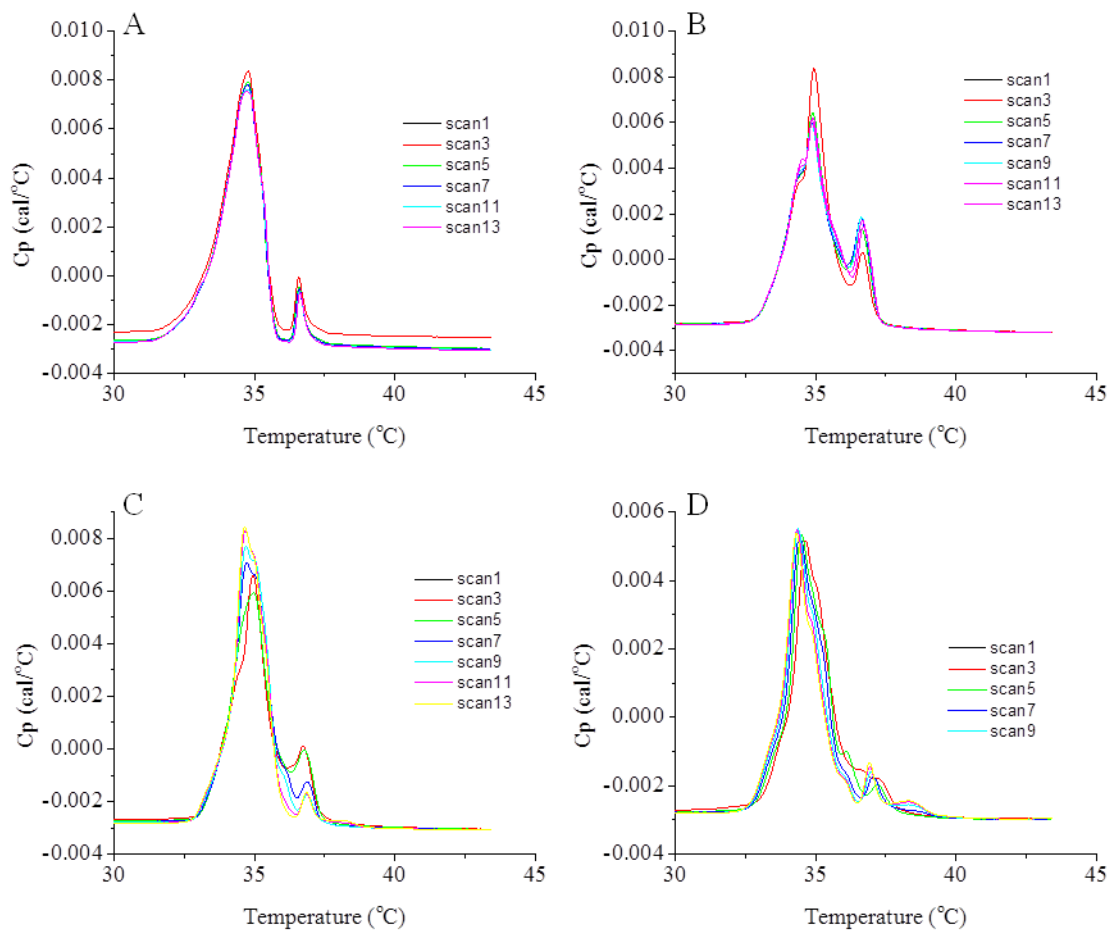 A
0.010
0.008
0.006
0.004
0.002
0.000
-0.002
-0.004
Cp (cal/°C)
30 35 40 45
Temperature (°C)
scan1
scan3
scan5
scan7
scan11
scan13
B
0.010
0.008
0.006
0.004
0.002
0.000
-0.002
-0.004
Cp (cal/°C)
30 35 40 45
Temperature (°C)
scan1
scan3
scan5
scan7
scan9
scan11
scan13
C
0.008
0.006
0.004
0.002
0.000
-0.002
-0.004
Cp (cal/°C)
30 35 40 45
Temperature (°C)
scan1
scan3
scan5
scan7
scan9
scan11
scan13
D
0.006
0.004
0.002
0.000
-0.002
-0.004
Cp (cal/°C)
30 35 40 45
Temperature (°C)
scan1
scan3
scan5
scan7
scan9